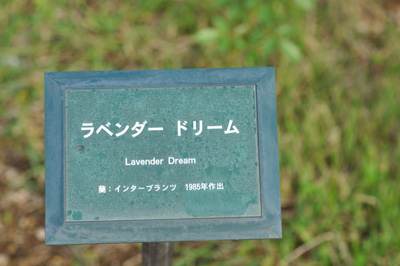 ラベンダー ドリーム
Lavender Dream
蘭：インタープランツ 1985年作出